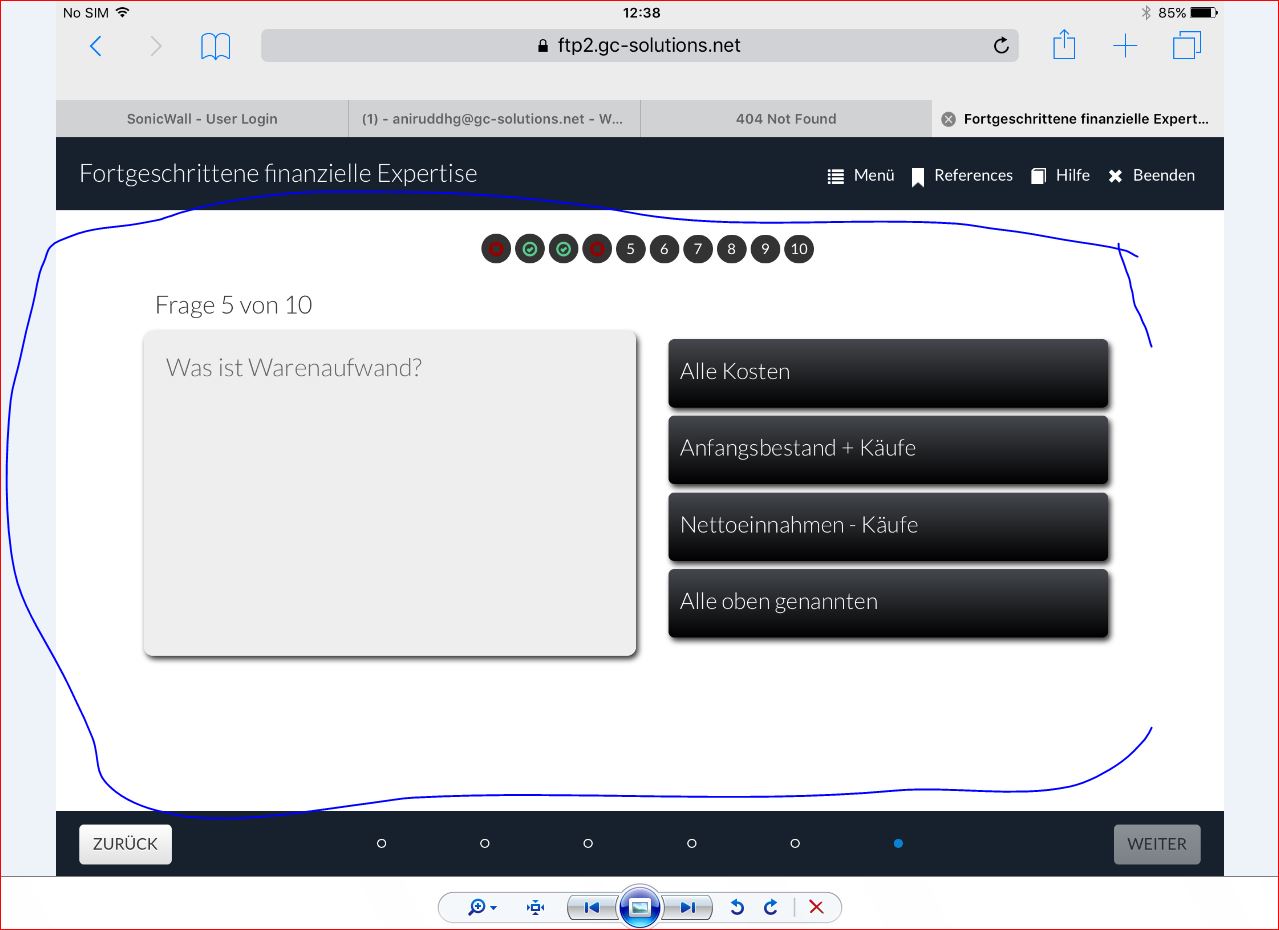 No SIM 12:38 85%
ftp2.gc-solutions.net
SonicWall - User Login (1) - aniruddhg@gc-solutions.net - W... 404 Not Found Fortgeschrittene finanzielle Expert...
Fortgeschrittene finanzielle Expertise Menü References Hilfe Beenden
5 6 7 8 9 10
Frage 5 von 10
Was ist Warenaufwand?
Alle Kosten
Anfangsbestand + Käufe
Nettoeinnahmen - Käufe
Alle oben genannten
ZURÜCK WEITER